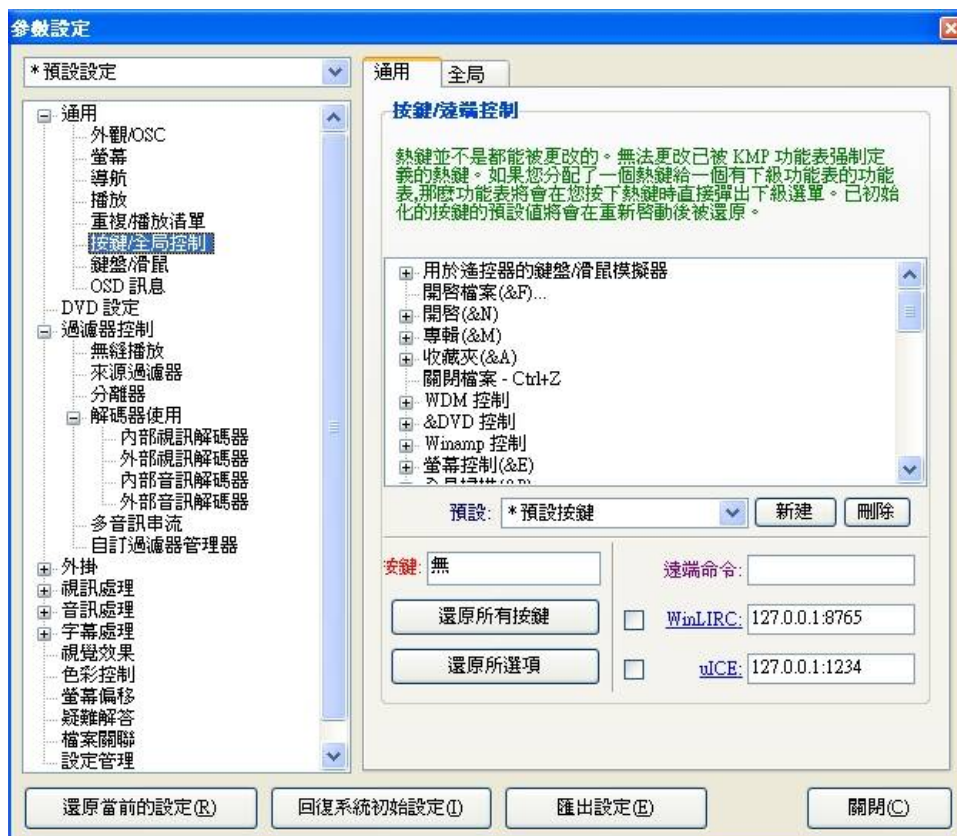 參數設定
*預設設定
通用
外觀/OSC
螢幕
導航
播放
重複/播放清單
按鍵/全局控制
鍵盤/滑鼠
OSD 訊息
DVD 設定
過濾器控制
無縫播放
來源過濾器
分離器
解碼器使用
內部視訊解碼器
外部視訊解碼器
內部音訊解碼器
外部音訊解碼器
多音訊串流
自訂過濾器管理器
外掛
視訊處理
音訊處理
字幕處理
視覺效果
色彩控制
螢幕偏移
疑難解答
檔案關聯
設定管理
通用
全局
按鍵/遠端控制
熱鍵並不是都能被更改的。無法更改已被 KMP 功能表强制定
義的熱鍵。如果您分配了一個熱鍵給一個有下級功能表的功能
表,那麼功能表將會在您按下熱鍵時直接彈出下級選單。已初始
化的按鍵的預設值將會在重新啓動後被還原。
用於遙控器的鍵盤/滑鼠模擬器
開啓檔案(&F)...
開啓(&N)
專輯(&M)
收藏夾(&A)
關閉檔案 - Ctrl+Z
WDM 控制
&DVD 控制
Winamp 控制
螢幕控制(&E)
預設: *預設按鍵
新建
刪除
按鍵: 無
遠端命令:
還原所有按鍵
WinLIRC: 127.0.0.1:8765
還原所選項
uICE: 127.0.0.1:1234
還原當前的設定(R)
回復系統初始設定(I)
匯出設定(E)
關閉(C)